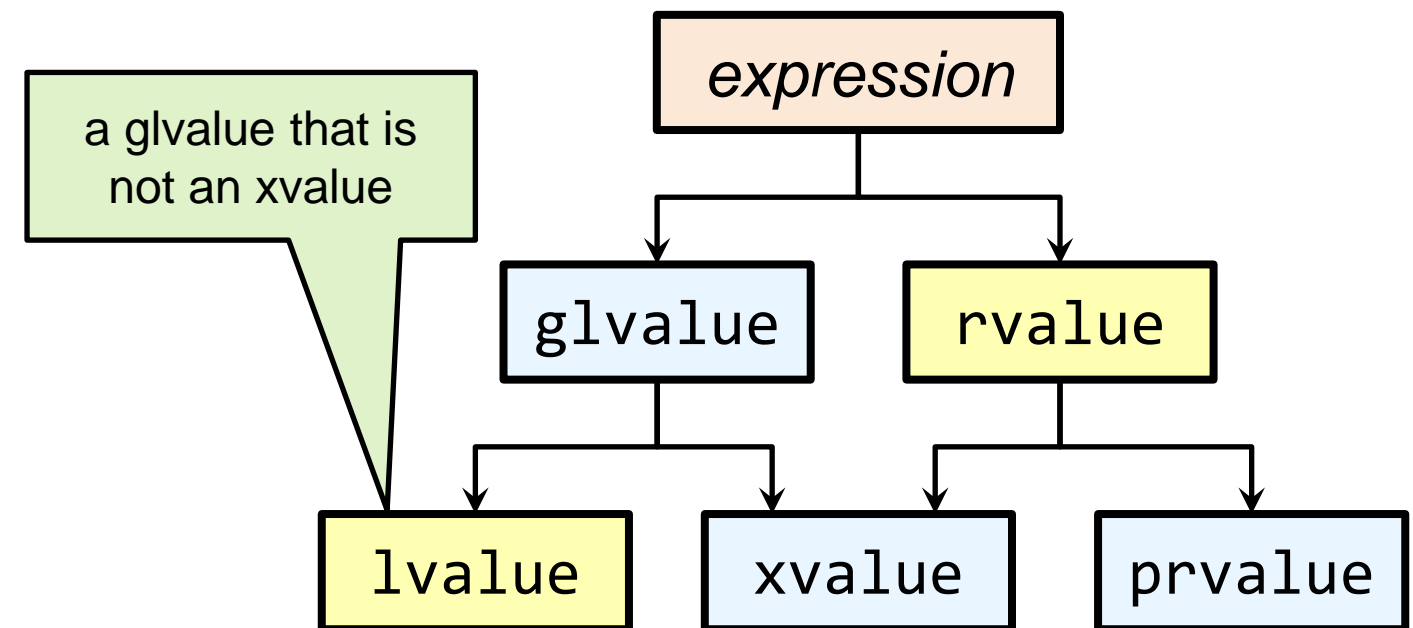 expression
a glvalue that is
not an xvalue
glvalue
rvalue
lvalue
xvalue
prvalue